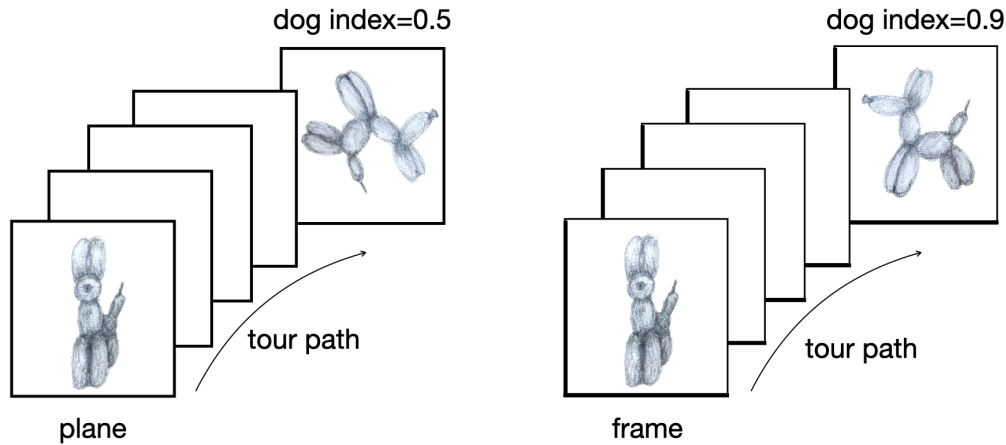 dog index=0.5
tour path
plane
dog index=0.9
tour path
frame